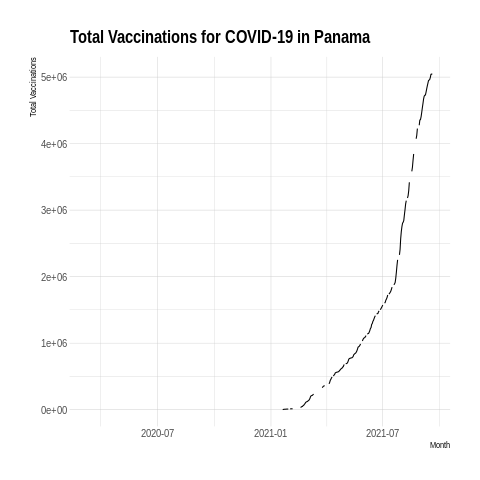 Total Vaccinations for COVID-19 in Panama
Total Vaccinations
5e+06
4e+06
3e+06
2e+06
1e+06
0e+00
2020-07 2021-01 2021-07
Month